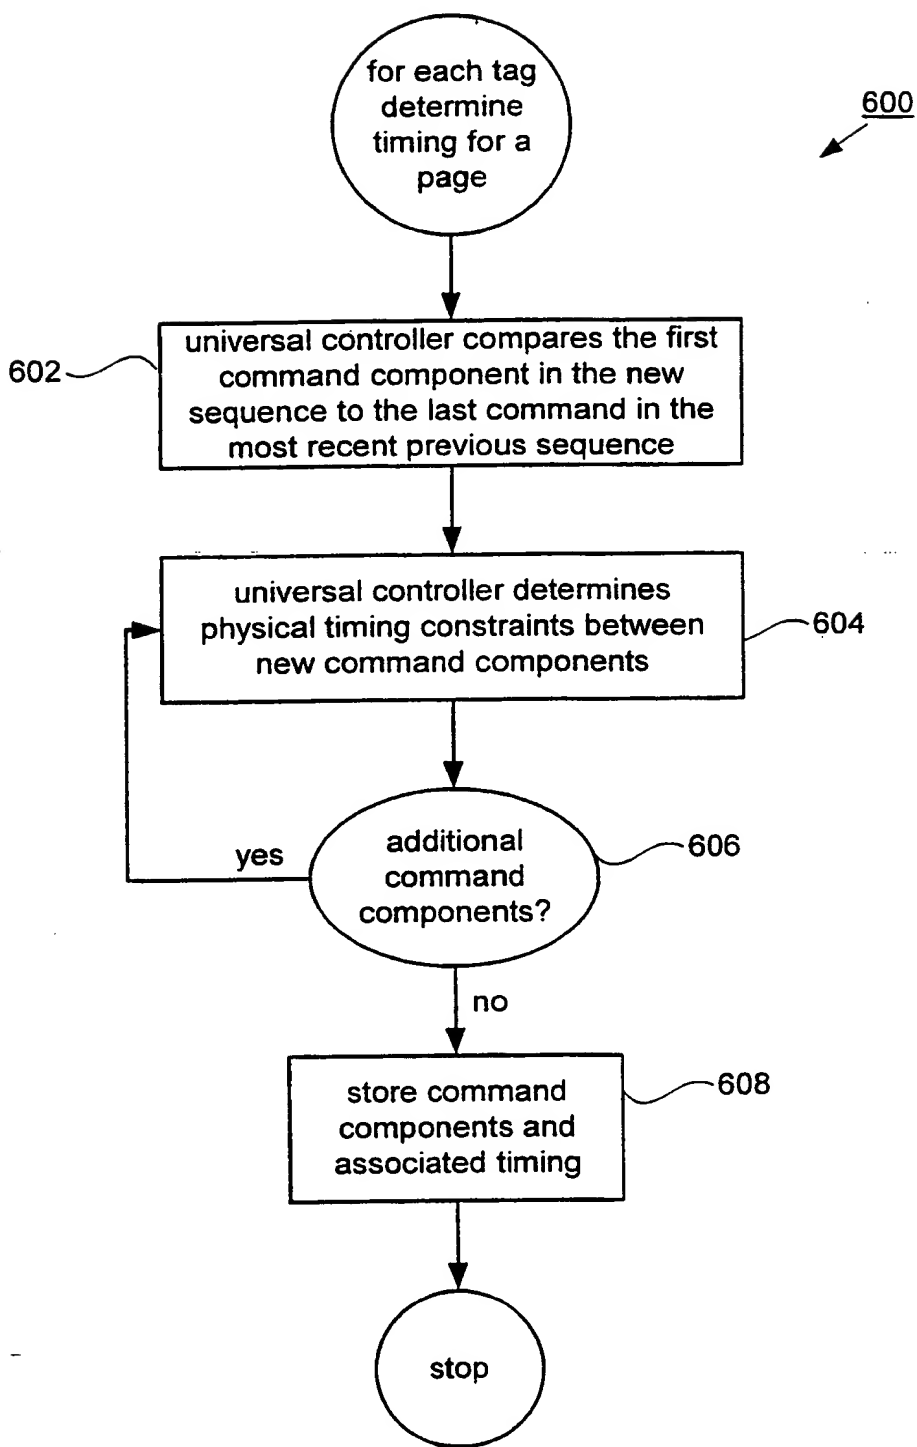 for each tag
determine
timing for a
page
600
universal controller compares the first
command component in the new
sequence to the last command in the
most recent previous sequence
602
universal controller determines
physical timing constraints between
new command components
604
additional
command
components?
606
yes
no
store command
components and
associated timing
608
stop